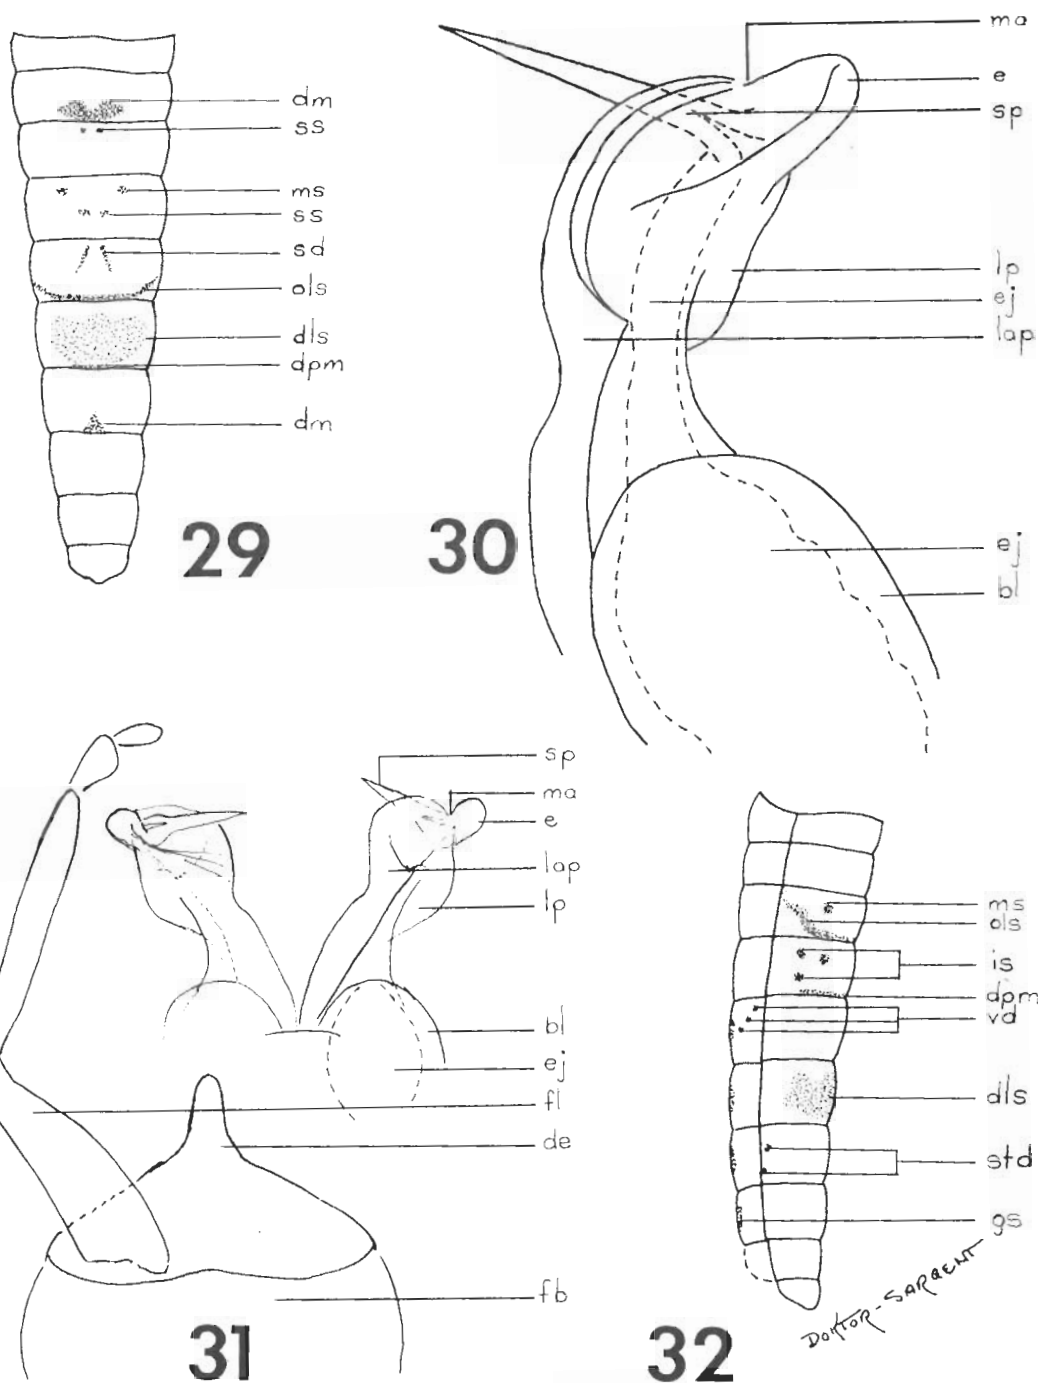 dm
ss
ms
ss
sd
ols
dls
dpm
dm
29
ma
e
sp
lp
ej
lap
ej
bl
30
sp
ma
e
lap
lp
bl
ej
fl
de
fb
31
ms
ols
is
dpm
vd
dls
std
gs
32
DOKTOR-SARGENT